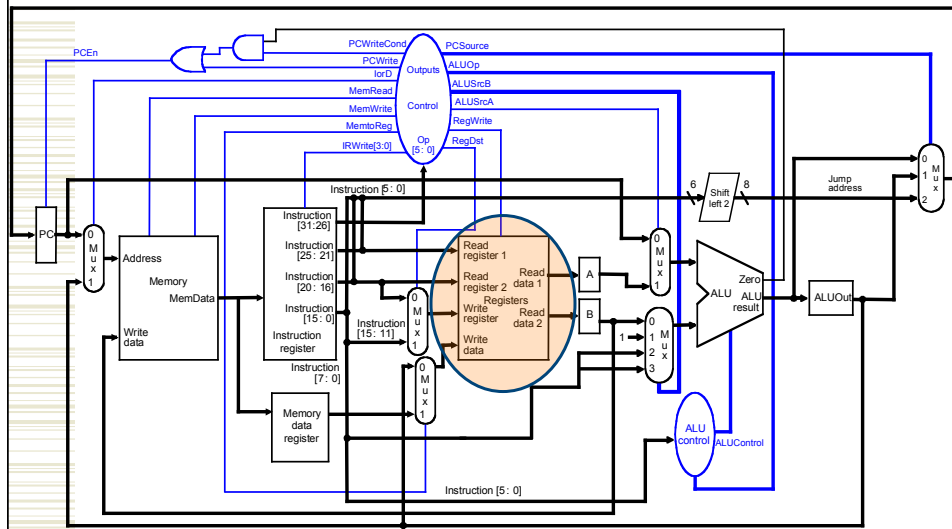 PCEn
PCWriteCond
PCWrite
IorD
MemRead
MemWrite
MemtoReg
IRWrite[3:0]
Outputs
Control
Op
[5: 0]
PCSource
ALUOp
ALUSrcB
ALUSrcA
RegWrite
RegDst
Instruction [5: 0]
6
Shift
left 2
8
Jump
address
0
1
2
M
u
x
PC
0
M
u
x
1
Address
Memory
MemData
Write
data
Instruction
[31:26]
Instruction
[25: 21]
Instruction
[20: 16]
Instruction
[15: 0]
Instruction
register
Instruction
[15: 11]
Instruction
[7: 0]
Memory
data
register
0
M
u
x
1
0
M
u
x
1
Read
register 1
Read
register 2
Registers
Write
register
Write
data
Read
data 1
Read
data 2
A
B
0
M
u
x
1
0
1
1
2
3
M
u
x
Zero
ALU
ALU
result
ALUOut
ALU
control
ALUControl
Instruction [5: 0]